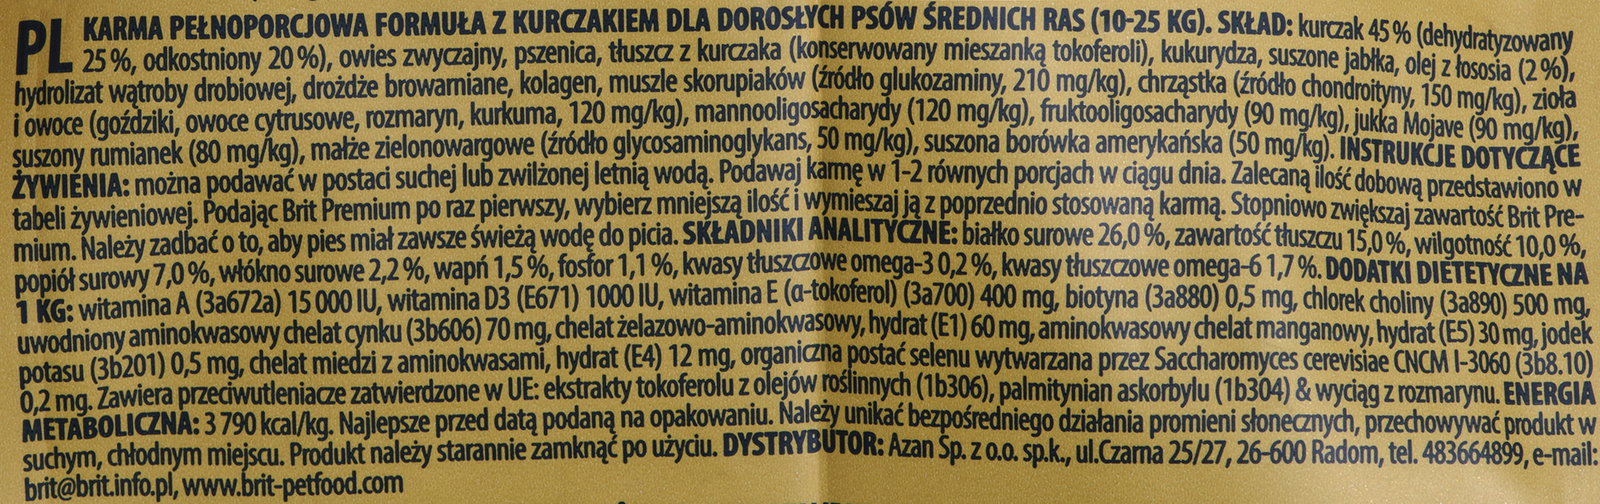 PL KARMA PEŁNOPORCJOWA FORMUŁA Z KURCZAKIEM DLA DOROSŁYCH PSÓW ŚREDNICH RAS (10-25 KG). SKŁAD: kurczak 45 % (dehydratyzowany
25 %, odkostniony 20 %), owies zwyczajny, pszenica, tłuszcz z kurczaka (konserwowany mieszanką tokoferoli), kukurydza, suszone jabłka, olej z łososia (2 %),
hydrolizat wątroby drobiowej, drożdże browarniane, kolagen, muszle skorupiaków (źródło glukozaminy, 210 mg/kg), chrząstka (źródło chondroityny, 150 mg/kg), zioła
i owoce (goździki, owoce cytrusowe, rozmaryn, kurkuma, 120 mg/kg), mannooligosacharydy (120 mg/kg), fruktooligosacharydy (90 mg/kg), jukka Mojave (90 mg/kg),
suszony rumianek (80 mg/kg), małże zielonowargowe (źródło glycosaminoglykans, 50 mg/kg), suszona borówka amerykańska (50 mg/kg). INSTRUKCJE DOTYCZĄCE
ŻYWIENIA: można podawać w postaci suchej lub zwilżonej letnią wodą. Podawaj karmę w 1-2 równych porcjach w ciągu dnia. Zalecaną ilość dobową przedstawiono w
tabeli żywieniowej. Podając Brit Premium po raz pierwszy, wybierz mniejszą ilość i wymieszaj ją z poprzednio stosowaną karmą. Stopniowo zwiększaj zawartość Brit Pre-
mium. Należy zadbać o to, aby pies miał zawsze świeżą wodę do picia. SKŁADNIKI ANALITYCZNE: białko surowe 26,0 %, zawartość tłuszczu 15,0 %, wilgotność 10,0 %,
popiół surowy 7,0 %, włókno surowe 2,2 %, wapń 1,5 %, fosfor 1,1 %, kwasy tłuszczowe omega-3 0,2 %, kwasy tłuszczowe omega-6 1,7 %. DODATKI DIETETYCZNE NA
1 KG: witamina A (3a672a) 15 000 IU, witamina D3 (E671) 1000 IU, witamina E (α-tokoferol) (3a700) 400 mg, biotyna (3a880) 0,5 mg, chlorek choliny (3a890) 500 mg,
uwodniony aminokwasowy chelat cynku (3b606) 70 mg, chelat żelazowo-aminokwasowy, hydrat (E1) 60 mg, aminokwasowy chelat manganowy, hydrat (E5) 30 mg, jodek
potasu (3b201) 0,5 mg, chelat miedzi z aminokwasami, hydrat (E4) 12 mg, organiczna postać selenu wytwarzana przez Saccharomyces cerevisiae CNCM I-3060 (3b8.10)
0,2 mg. Zawiera przeciwutleniacze zatwierdzone w UE: ekstrakty tokoferolu z olejów roślinnych (1b306), palmitynian askorbylu (1b304) & wyciąg z rozmarynu. ENERGIA
METABOLICZNA: 3 790 kcal/kg. Najlepsze przed datą podaną na opakowaniu. Należy unikać bezpośredniego działania promieni słonecznych, przechowywać produkt w
suchym, chłodnym miejscu. Produkt należy starannie zamknąć po użyciu. DYSTRYBUTOR: Azan Sp. z o.o. sp.k., ul.Czarna 25/27, 26-600 Radom, tel. 483664899, e-mail:
brit@brit.info.pl, www.brit-petfood.com